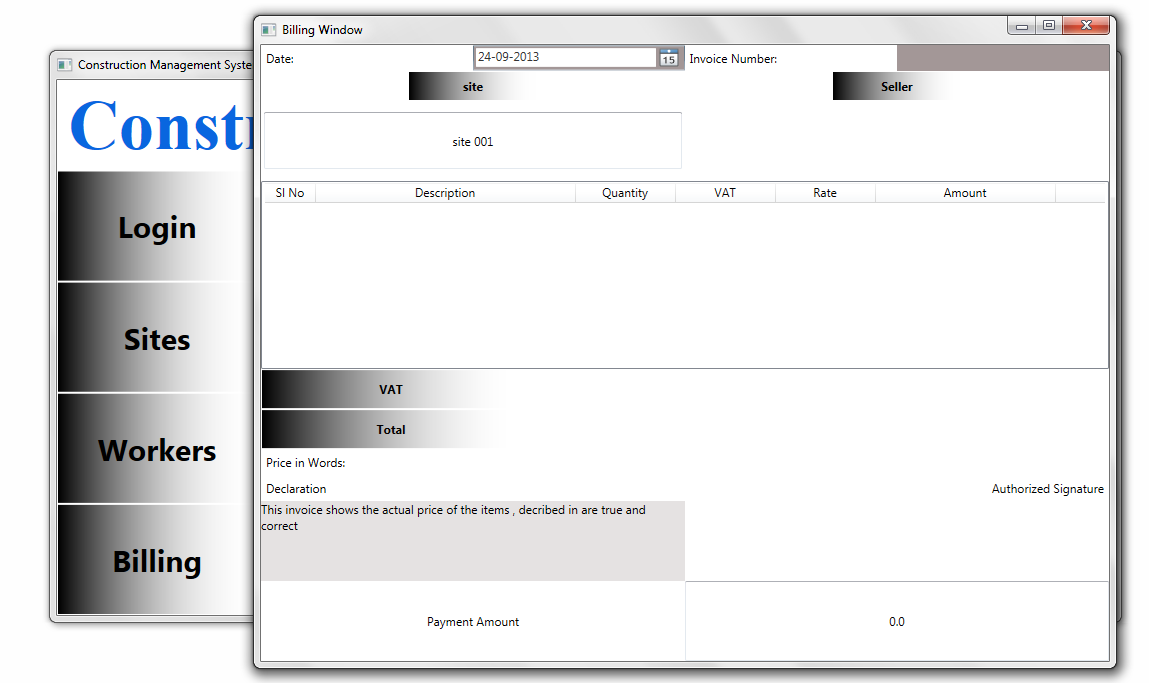 Billing Window
Construction Management Syste
Constr
Login
Sites
Workers
Billing
Date:
24-09-2013
15
Invoice Number:
site
Seller
site 001
Sl No Description Quantity VAT Rate Amount
VAT
Total
Price in Words:
Declaration
Authorized Signature
This invoice shows the actual price of the items , decribed in are true and
correct
Payment Amount
0.0